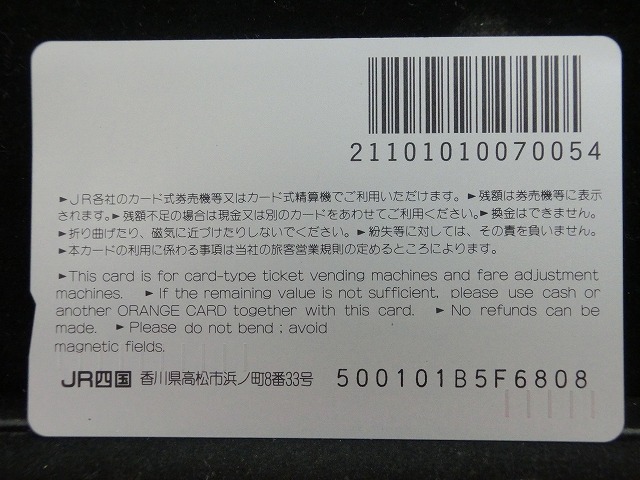 21101010070054
►JR各社のカード式券売機等又はカード式精算機でご利用いただけます。►残額は券売機等に表示
されます。►残額不足の場合は現金又は別のカードをあわせてご利用ください。►換金はできません。
►折り曲げたり、磁気に近づけたりしないでください。►紛失等に対しては、その責を負いません。
►本カードの利用に係わる事項は当社の旅客営業規則の定めるところによります。
►This card is for card-type ticket vending machines and fare adjustment
machines. ►If the remaining value is not sufficient, please use cash or
another ORANGE CARD together with this card. ►No refunds can be
made. ►Please do not bend ; avoid
magnetic fields.
JR四国 香川県高松市浜ノ町8番33号 500101B5F6808